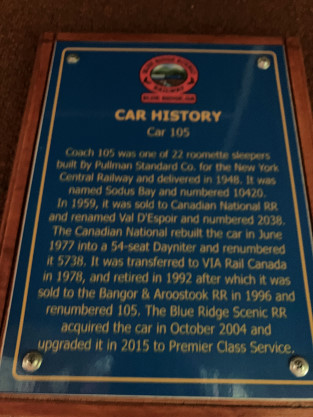 BLUE RIDGE SCENIC
RAILWAY
CAR HISTORY
Car 105
Coach 105 was one of 22 roomette sleepers
built by Pullman Standard Co. for the New York
Central Railway and delivered in 1948. It was
named Sodus Bay and numbered 10420.
In 1959, it was sold to Canadian National RR
and renamed Val D'Espoir and numbered 2038.
The Canadian National rebuilt the car in June
1977 into a 54-seat Dayniter and renumbered
it 5738. It was transferred to VIA Rail Canada
in 1978, and retired in 1992 after which it was
sold to the Bangor & Aroostook RR in 1996 and
renumbered 105. The Blue Ridge Scenic RR
acquired the car in October 2004 and
upgraded it in 2015 to Premier Class Service.